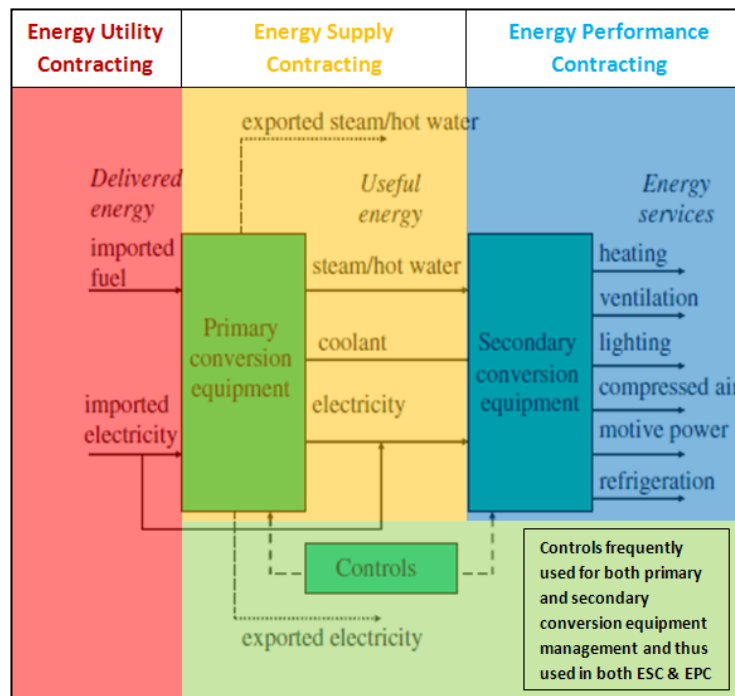 Energy Utility
Contracting
Energy Supply
Contracting
Energy Performance
Contracting
exported steam/hot water
Delivered
energy
Useful
energy
Energy
services
imported
fuel
steam/hot water
heating
ventilation
Primary
conversion
equipment
coolant
Secondary
conversion
equipment
lighting
compressed air
imported
electricity
electricity
motive power
refrigeration
Controls
exported electricity
Controls frequently
used for both primary
and secondary
conversion equipment
management and thus
used in both ESC & EPC